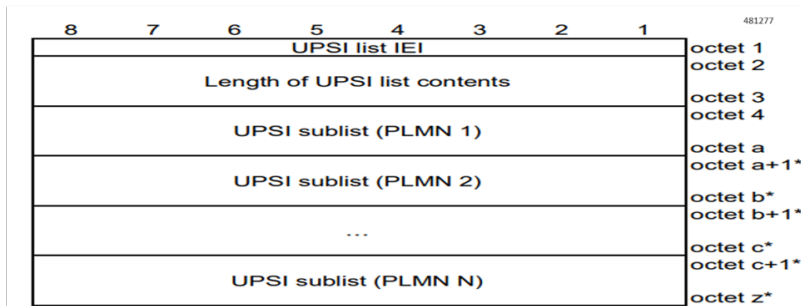 481277
8 7 6 5 4 3 2 1
UPSI list IEI octet 1
octet 2
Length of UPSI list contents
octet 3
octet 4
UPSI sublist (PLMN 1)
octet a
octet a+1*
UPSI sublist (PLMN 2)
octet b*
octet b+1*
...
octet c*
octet c+1*
UPSI sublist (PLMN N)
octet z*